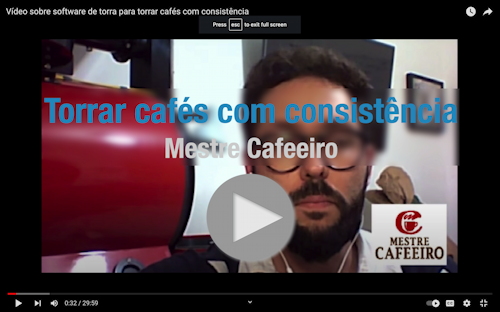 Vídeo sobre software de torra para torrar cafés com consistência
Press esc to exit full screen
Torrar cafés com consistência
Mestre Cafeeiro
MESTRE
CAFEEIRO
0:32 / 29:59